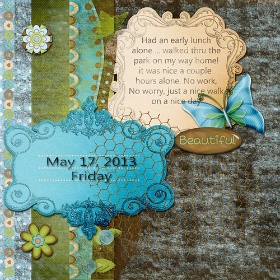 Had an early lunch
alone ... walked thru the
park on my way home!
it was nice a couple
hours alone. No work.
No worry, just a nice walk
on a nice day
Beautiful
May 17, 2013
Friday